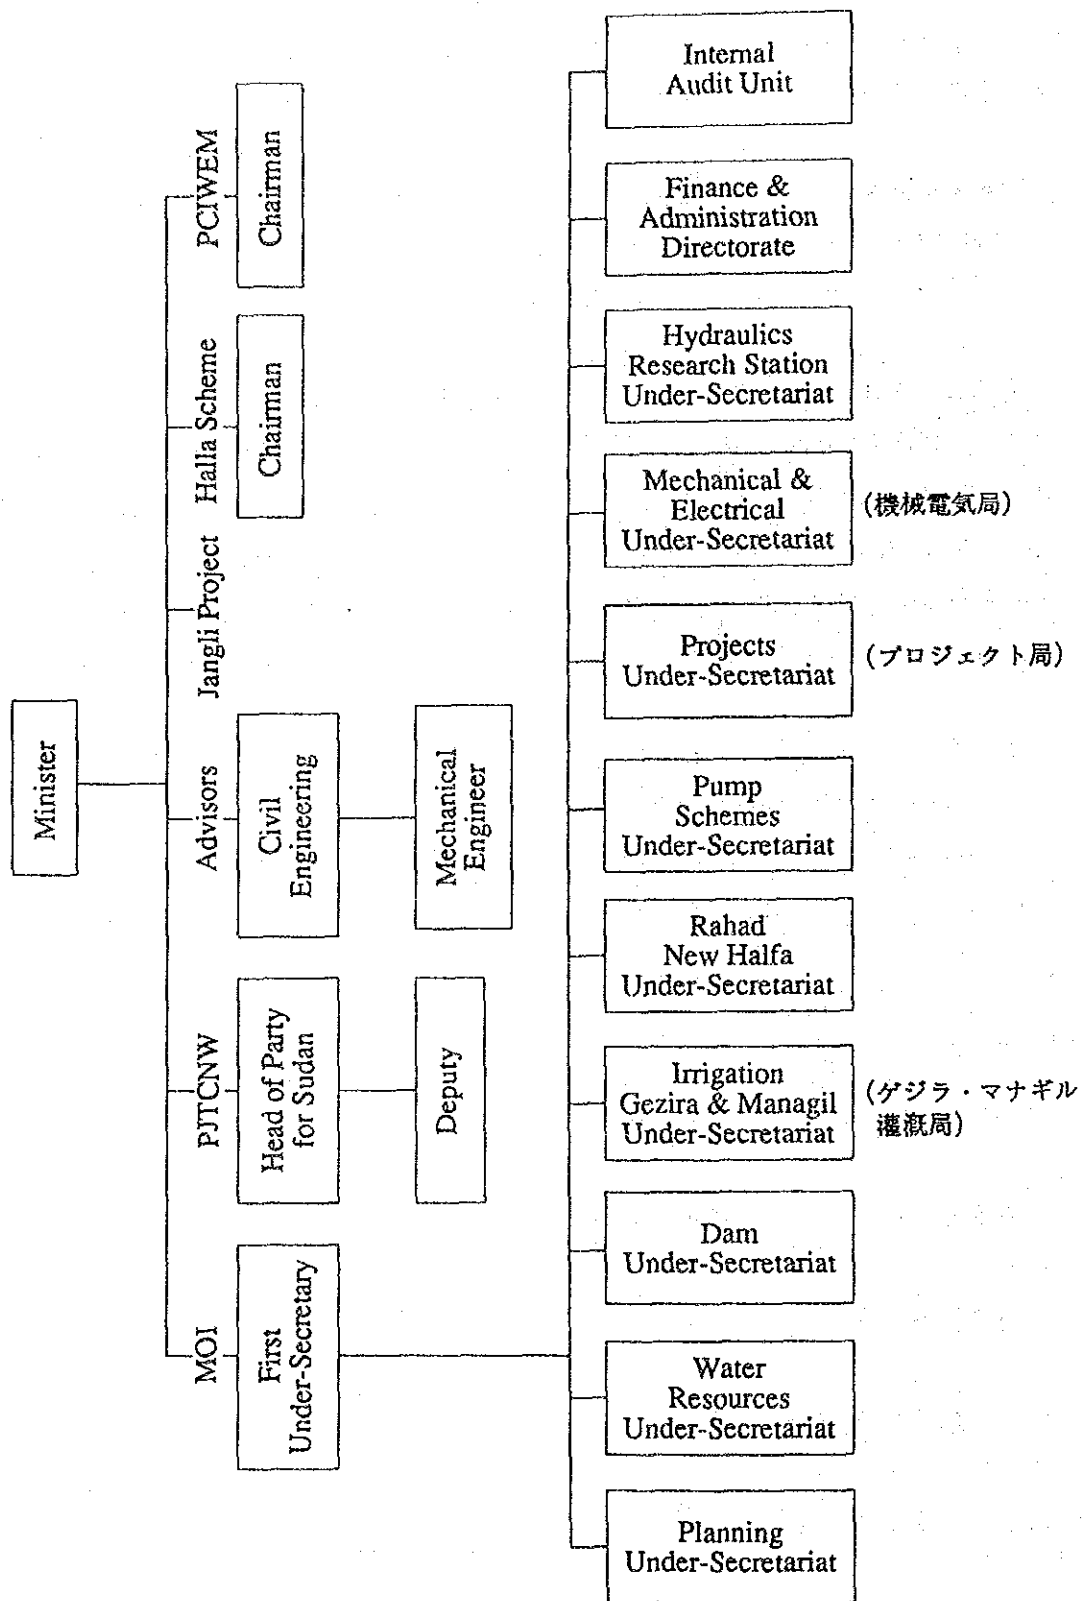 Minister
PCIWEM
Chairman
Halla Scheme
Chairman
Jangli Project
Advisors
Civil
Engineering
Mechanical
Engineer
PJTCNW
Head of Party
for Sudan
Deputy
MOI
First
Under-Secretary
Internal
Audit Unit
Finance &
Administration
Directorate
Hydraulics
Research Station
Under-Secretariat
Mechanical &
Electrical
Under-Secretariat
(機械電気局)
Projects
Under-Secretariat
(プロジェクト局)
Pump
Schemes
Under-Secretariat
Rahad
New Halfa
Under-Secretariat
Irrigation
Gezira & Managil
Under-Secretariat
(ゲジラ・マナギル
灌漑局)
Dam
Under-Secretariat
Water
Resources
Under-Secretariat
Planning
Under-Secretariat